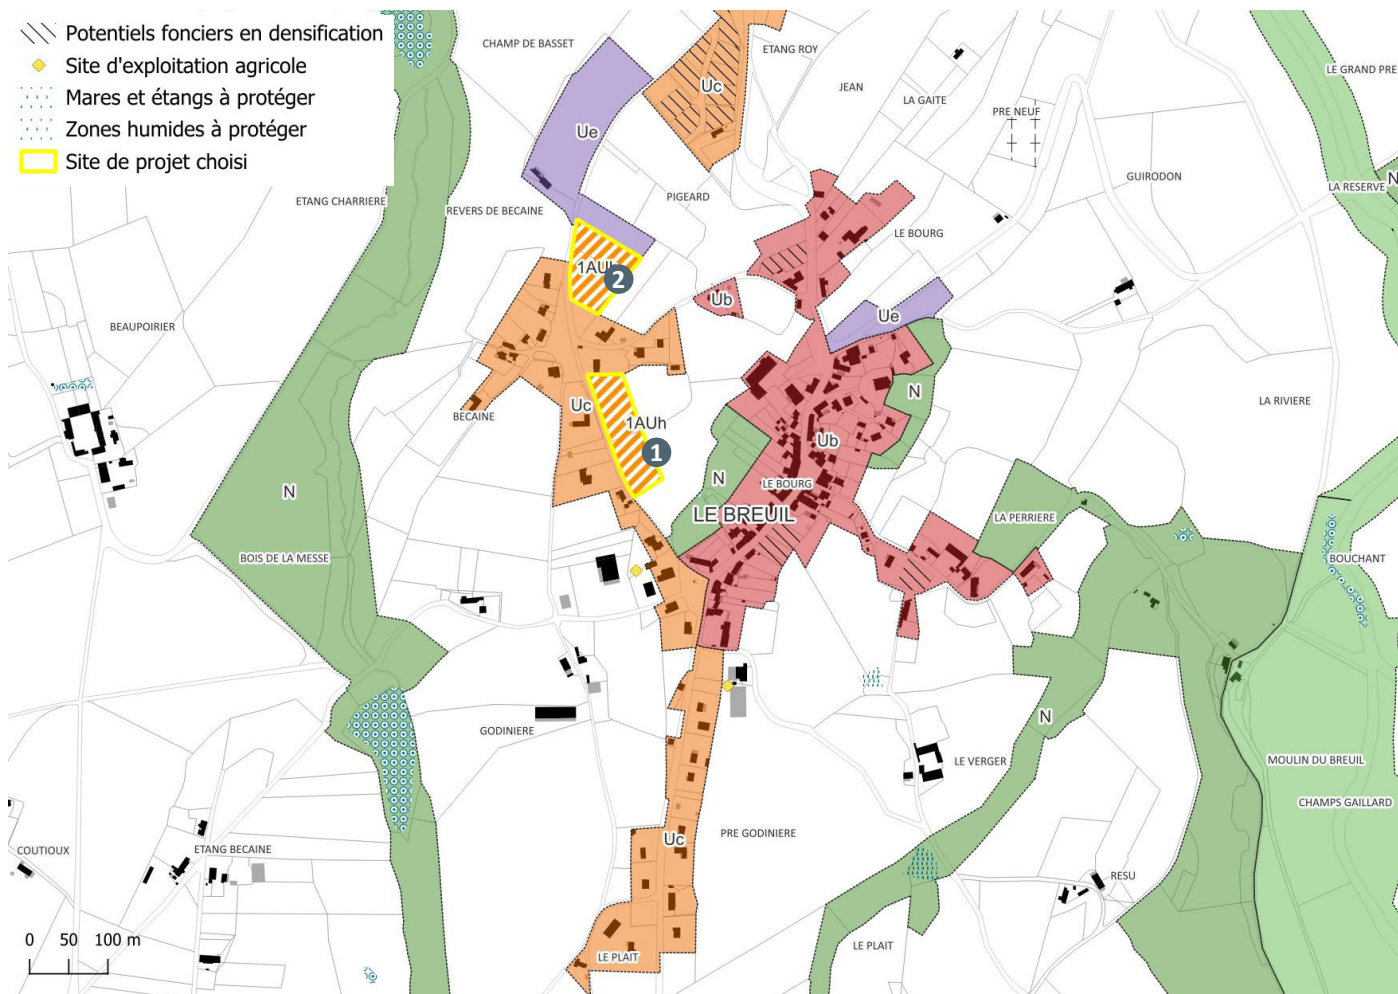 Potentiels fonciers en densification
Site d'exploitation agricole
Mares et étangs à protéger
Zones humides à protéger
Site de projet choisi
CHAMP DE BASSET
ETANG ROY
JEAN
LA GAITE
PRE NEUF
LE GRAND PRE
Uc
Ue
GUIRODON
LA RESERVE
N
ETANG CHARRIERE
REVERS DE BECAINE
PIGEARD
LE BOURG
1AU
2
Ub
Ue
BEAUPOIRIER
N
LA RIVIERE
BECAINE
Uc
1AUh
1
Ub
N
LE BOURG
N
LE BREUIL
LA PERRIERE
BOIS DE LA MESSE
BOUCHANT
N
GODINIERE
LE VERGER
MOULIN DU BREUIL
CHAMPS GAILLARD
PRE GODINIERE
Uc
COUTIOUX
ETANG BECAINE
RESU
0 50 100 m
LE PLAIT
LE PLAIT